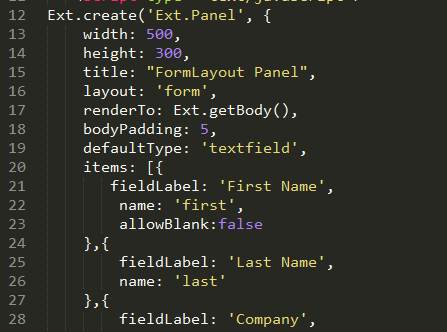 12 Ext.create('Ext.Panel', {
13 width: 500,
14 height: 300,
15 title: "FormLayout Panel",
16 layout: 'form',
17 renderTo: Ext.getBody(),
18 bodyPadding: 5,
19 defaultType: 'textfield',
20 items: [{
21 fieldLabel: 'First Name',
22 name: 'first',
23 allowBlank:false
24 },{
25 fieldLabel: 'Last Name',
26 name: 'last'
27 },{
28 fieldLabel: 'Company',